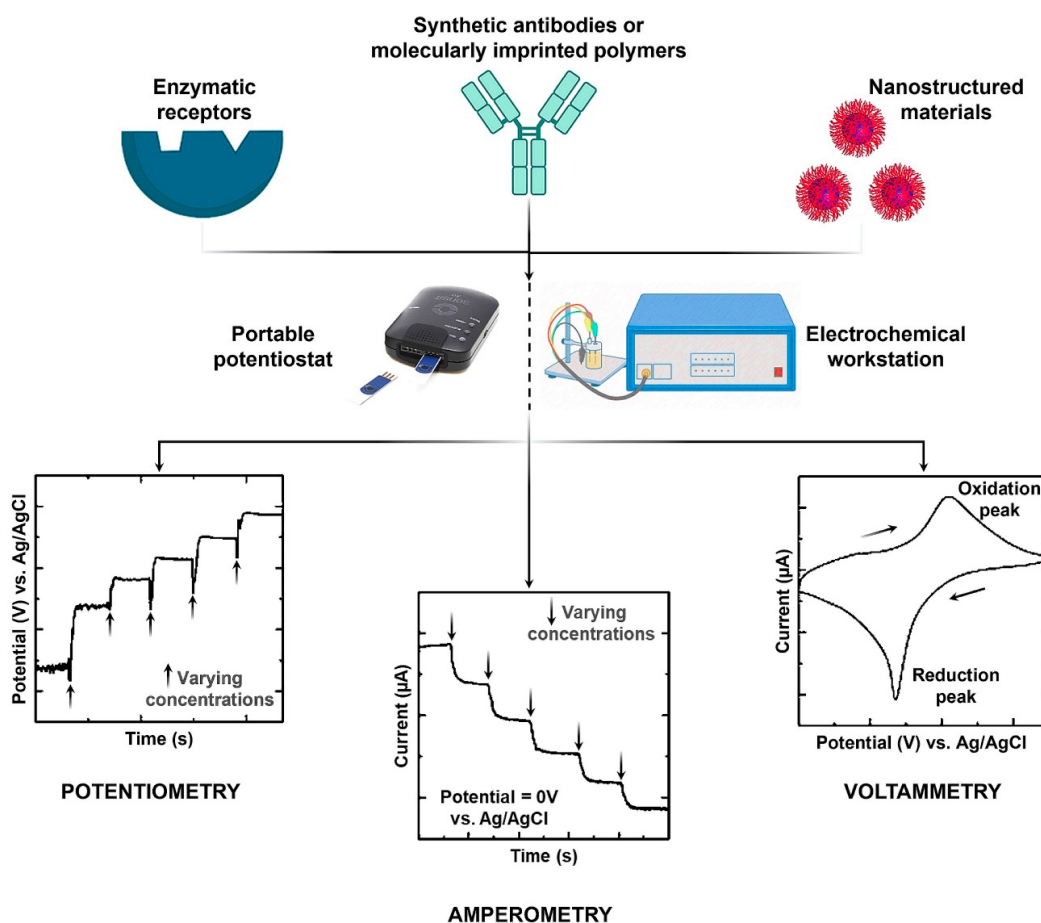 Synthetic antibodies or
molecularly imprinted polymers
Enzymatic
receptors
Nanostructured
materials
Portable
potentiostat
Electrochemical
workstation
Potential (V) vs. Ag/AgCl
Varying
concentrations
Time (s)
POTENTIOMETRY
Current (µA)
Varying
concentrations
Potential = 0V
vs. Ag/AgCl
Time (s)
AMPEROMETRY
Current (µA)
Oxidation
peak
Reduction
peak
Potential (V) vs. Ag/AgCl
VOLTAMMETRY